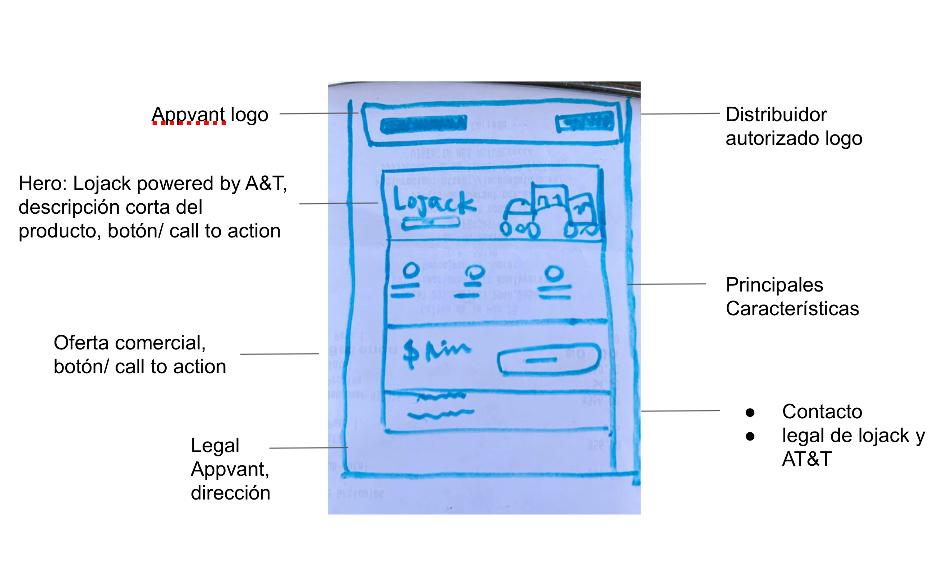 Appvant logo
Distribuidor
autorizado logo
Hero: Lojack powered by A&T,
descripción corta del
producto, botón/ call to action
Lojack
Principales
Características
Oferta comercial,
botón/ call to action
$
Contacto
legal de lojack y
AT&T
Legal
Appvant,
dirección